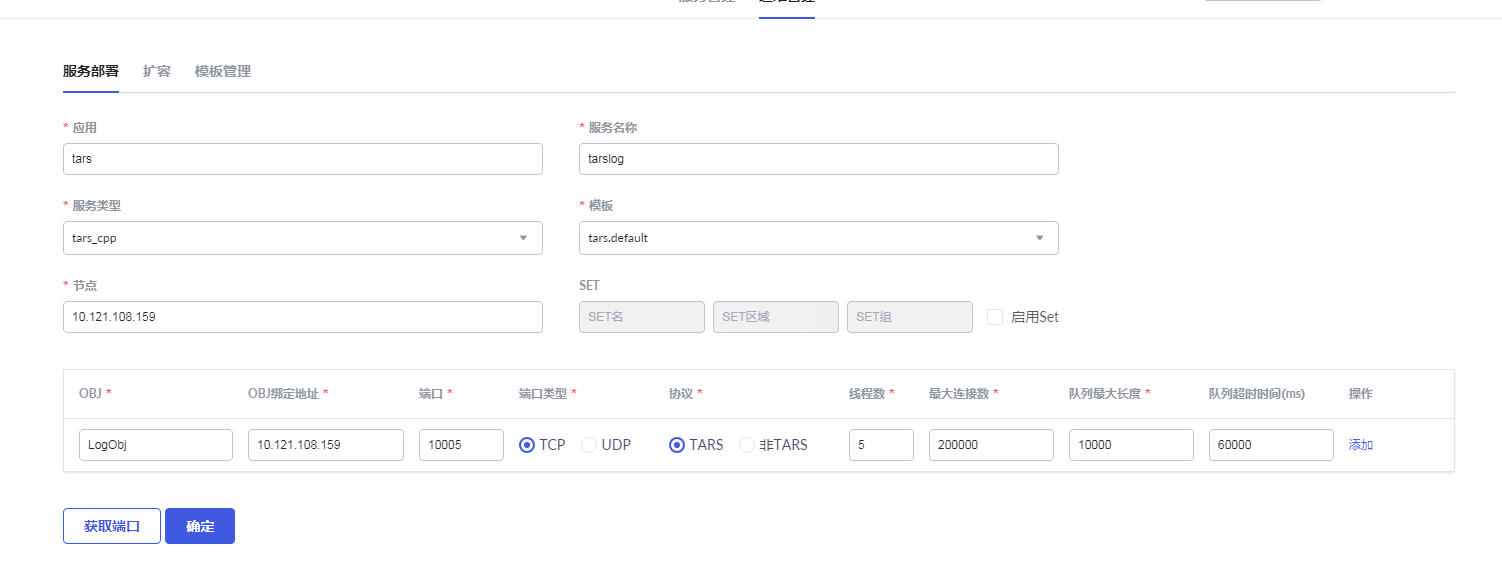 服务部署 扩容 模板管理
* 应用 * 服务名称
tars tarslog
* 服务类型 * 模板
tars_cpp tars.default
* 节点 SET
10.121.108.159 SET名 SET区域 SET组 启用Set
OBJ * OBJ绑定地址 * 端口 * 端口类型 * 协议 * 线程数 * 最大连接数 * 队列最大长度 * 队列超时时间(ms) 操作
LogObj 10.121.108.159 10005 TCP UDP TARS 非TARS 5 200000 10000 60000 添加
获取端口 确定